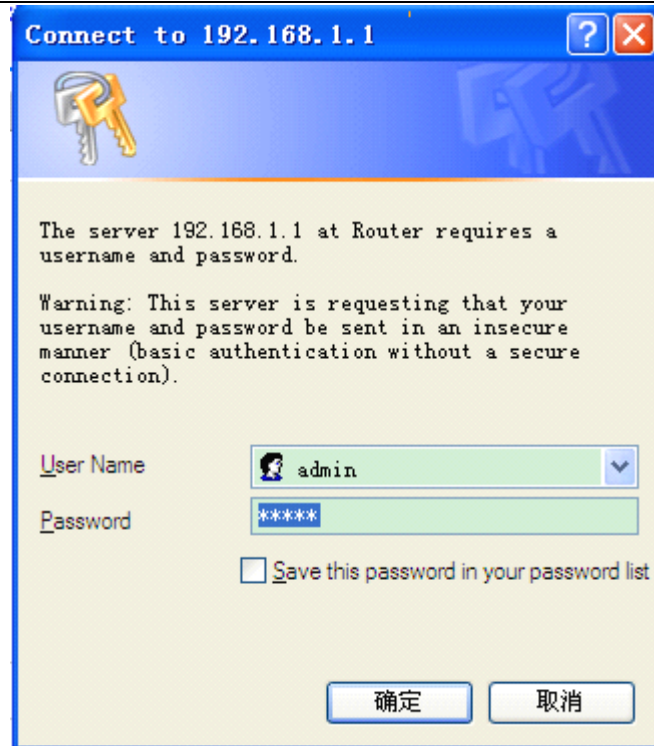 Connect to 192.168.1.1
The server 192.168.1.1 at Router requires a
username and password.
Warning: This server is requesting that your
username and password be sent in an insecure
manner (basic authentication without a secure
connection).
User Name
admin
Password
*****
Save this password in your password list
确定
取消